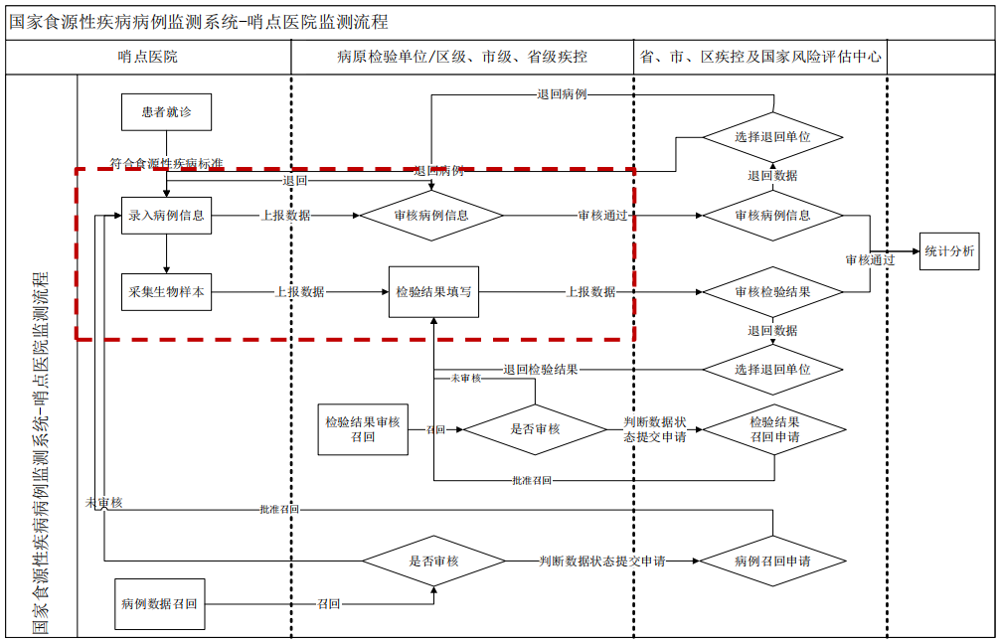 国家食源性疾病病例监测系统-哨点医院监测流程
哨点医院
病原检验单位/区级、市级、省级疾控
省、市、区疾控及国家风险评估中心
国家食源性疾病病例监测系统-哨点医院监测流程
患者就诊
退回病例
选择退回单位
符合食源性疾病标准
退回病例
退回
退回数据
录入病例信息
上报数据
审核病例信息
审核通过
审核病例信息
审核通过
统计分析
采集生物样本
上报数据
检验结果填写
上报数据
审核检验结果
退回数据
退回检验结果
选择退回单位
未审核
检验结果审核
召回
召回
是否审核
判断数据状
态提交申请
检验结果
召回申请
批准召回
未审核
批准召回
是否审核
判断数据状态提交申请
病例召回申请
病例数据召回
召回